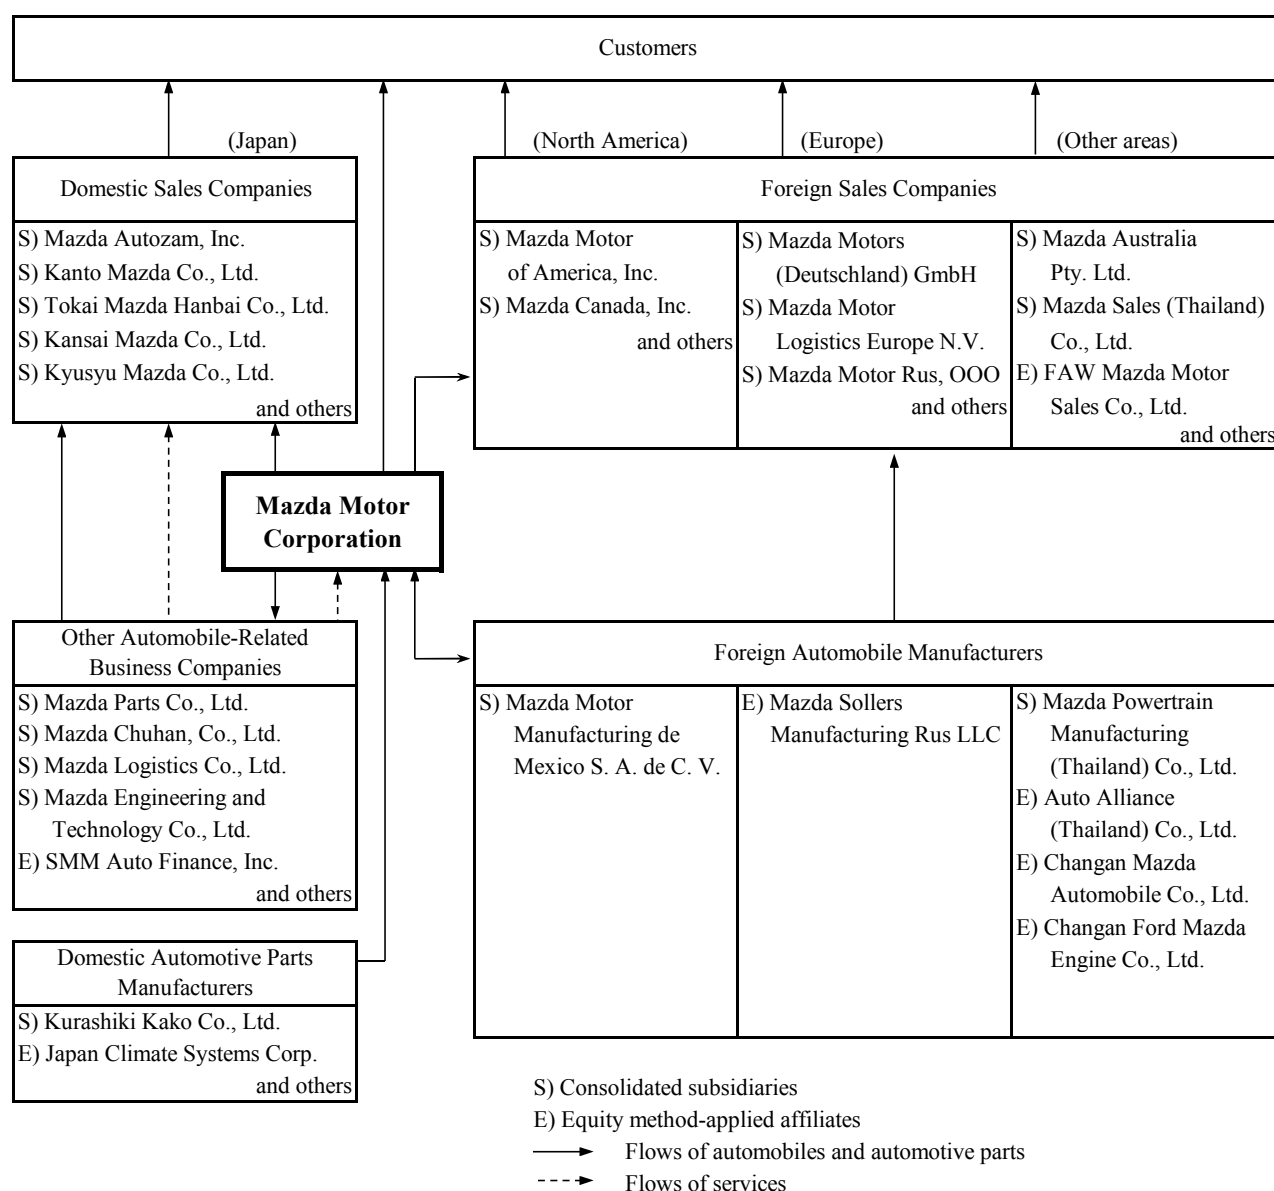 Customers
(Japan)
(North America)
(Europe)
(Other areas)
Domestic Sales Companies
S) Mazda Autozam, Inc.
S) Kanto Mazda Co., Ltd.
S) Tokai Mazda Hanbai Co., Ltd.
S) Kansai Mazda Co., Ltd.
S) Kyusyu Mazda Co., Ltd.
and others
Foreign Sales Companies
S) Mazda Motor
of America, Inc.
S) Mazda Canada, Inc.
and others
S) Mazda Motors
(Deutschland) GmbH
S) Mazda Motor
Logistics Europe N.V.
S) Mazda Motor Rus, OOO
and others
S) Mazda Australia
Pty. Ltd.
S) Mazda Sales (Thailand)
Co., Ltd.
E) FAW Mazda Motor
Sales Co., Ltd.
and others
Mazda Motor
Corporation
Other Automobile-Related
Business Companies
S) Mazda Parts Co., Ltd.
S) Mazda Chuhan, Co., Ltd.
S) Mazda Logistics Co., Ltd.
S) Mazda Engineering and
Technology Co., Ltd.
E) SMM Auto Finance, Inc.
and others
Foreign Automobile Manufacturers
S) Mazda Motor
Manufacturing de
Mexico S. A. de C. V.
E) Mazda Sollers
Manufacturing Rus LLC
S) Mazda Powertrain
Manufacturing
(Thailand) Co., Ltd.
E) Auto Alliance
(Thailand) Co., Ltd.
E) Changan Mazda
Automobile Co., Ltd.
E) Changan Ford Mazda
Engine Co., Ltd.
Domestic Automotive Parts
Manufacturers
S) Kurashiki Kako Co., Ltd.
E) Japan Climate Systems Corp.
and others
S) Consolidated subsidiaries
E) Equity method-applied affiliates
Flows of automobiles and automotive parts
Flows of services